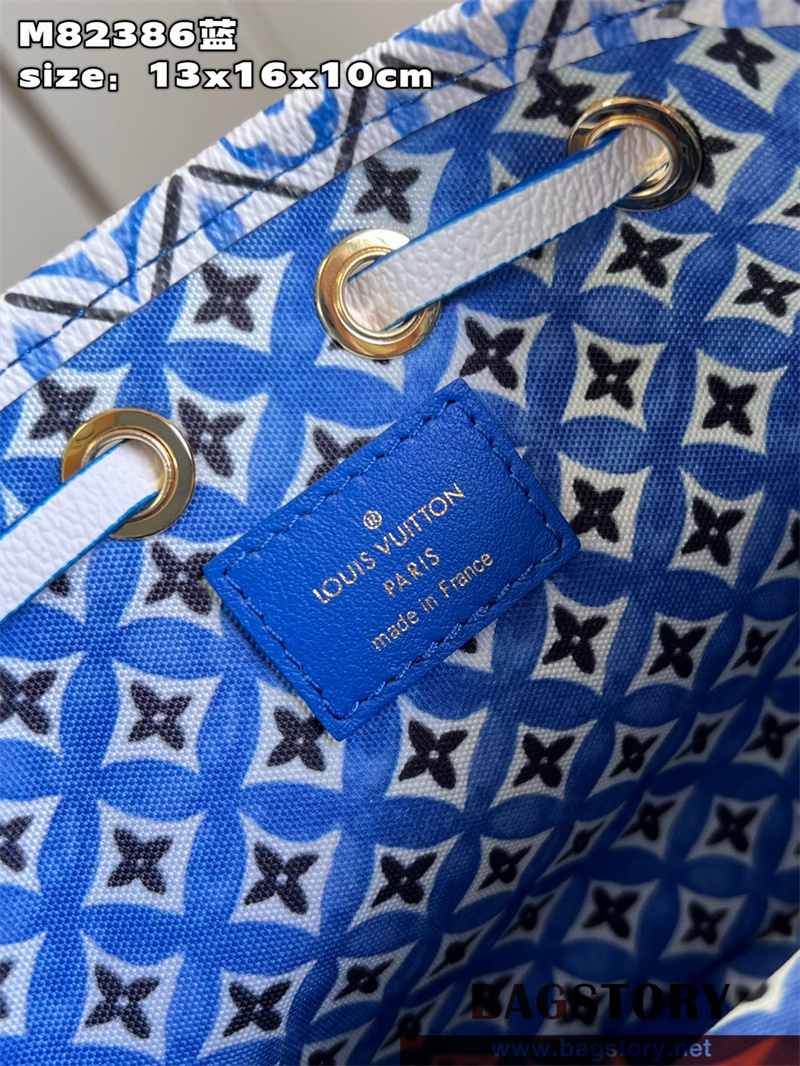 M82386蓝
size: 13x16x10cm
®
LOUIS VUITTON
PARIS
made in France
BAGSTORY
www.bagstory.net